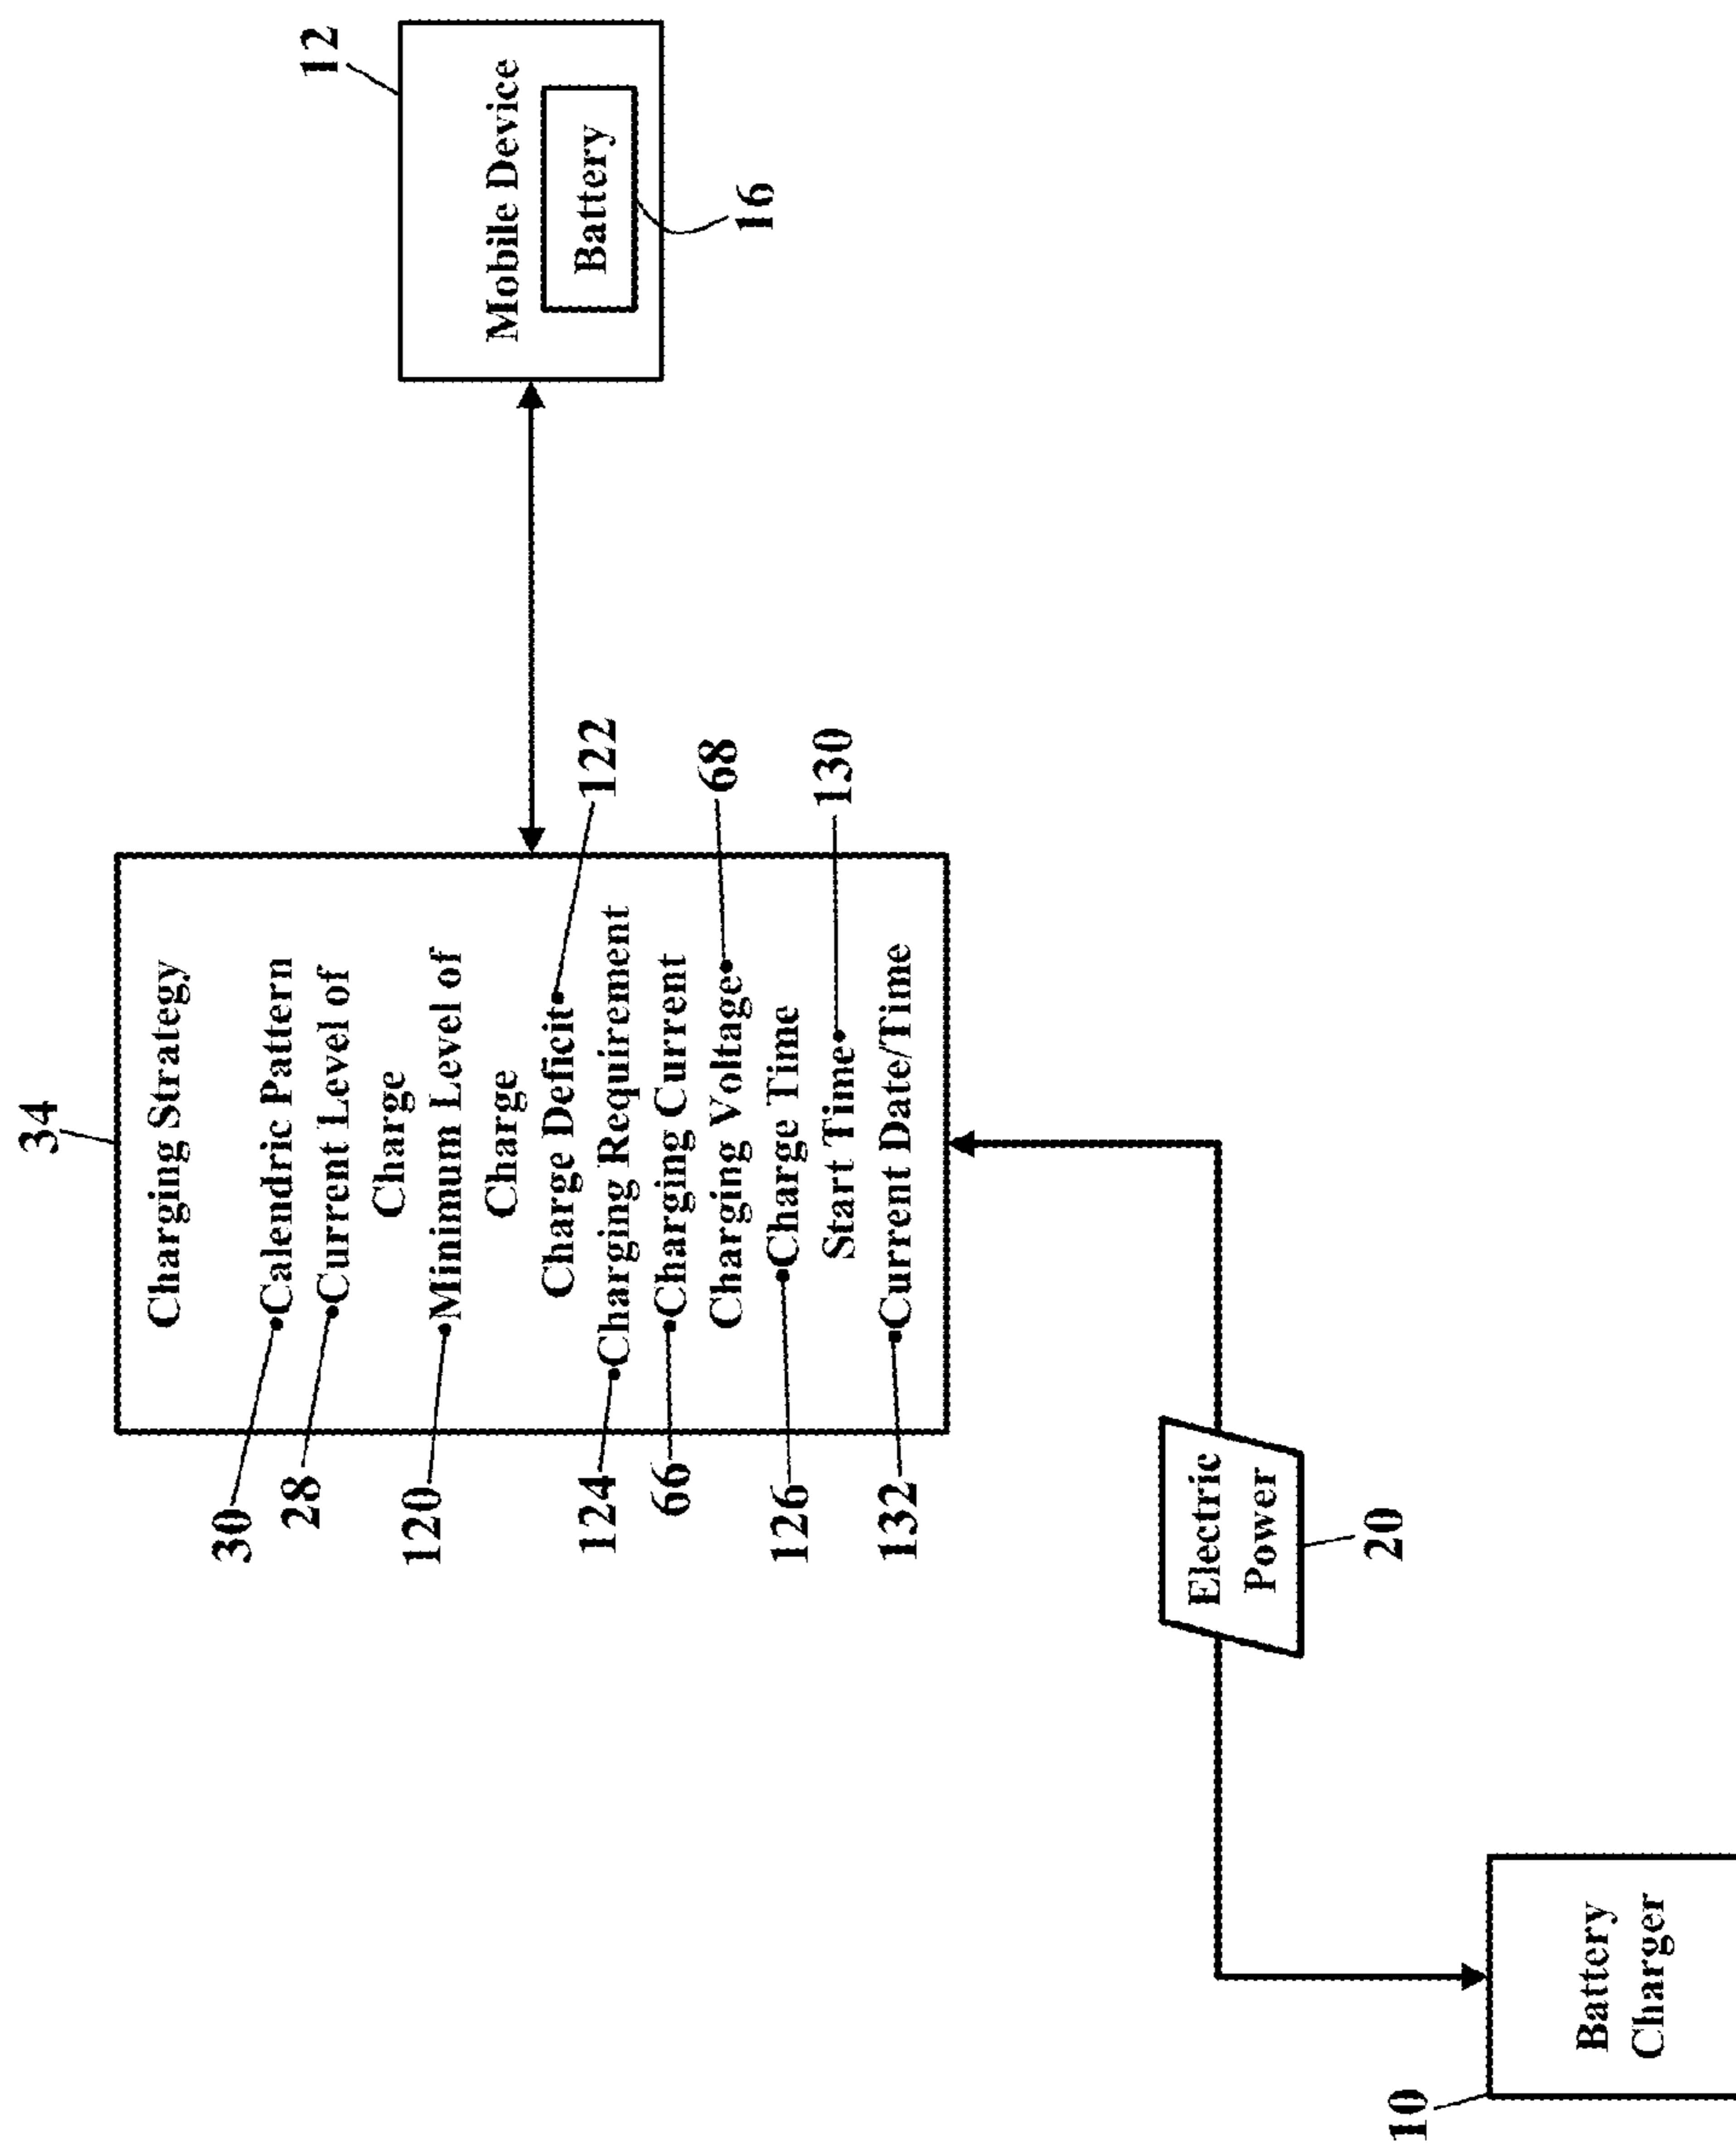 34
Charging Strategy
30
Calendric Pattern
28
Current Level of
Charge
120
Minimum Level of
Charge
Charge Deficit
122
124
Charging Requirement
66
Charging Current
Charging Voltage
68
126
Charge Time
Start Time
130
132
Current Date/Time
12
Mobile Device
Battery
16
Electric
Power
20
10
Battery
Charger